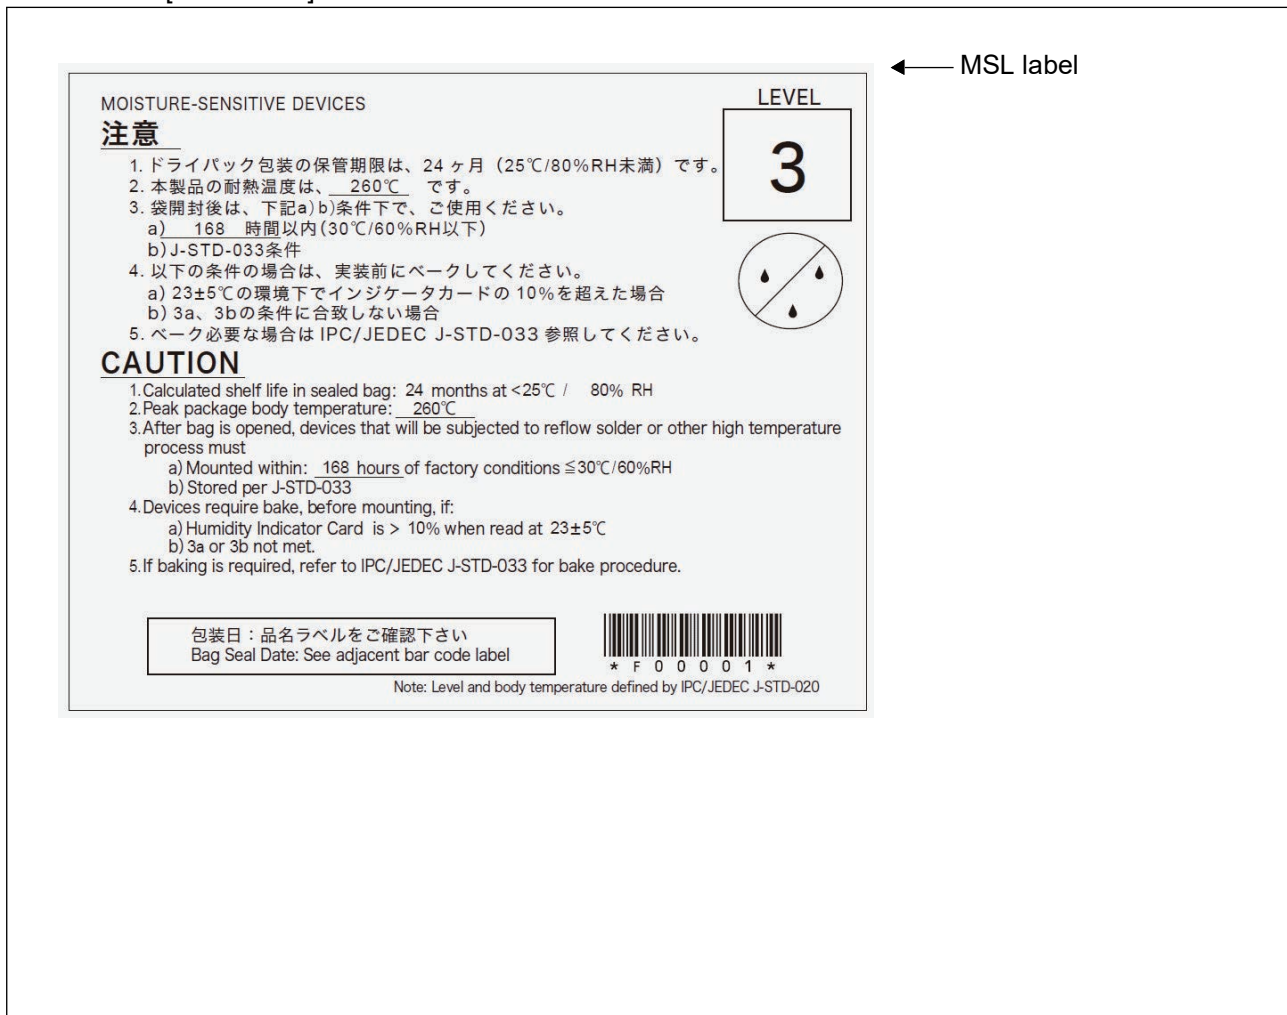 MSL label
MOISTURE-SENSITIVE DEVICES
LEVEL
3
注意
1. ドライパック包装の保管期限は、24 ヶ月（25℃/80%RH未満）です。
2. 本製品の耐熱温度は、 260℃ です。
3. 袋開封後は、下記a)b)条件下で、ご使用ください。
a) 168 時間以内(30℃/60%RH以下)
b)J-STD-033条件
4. 以下の条件の場合は、実装前にベークしてください。
a) 23±5℃の環境下でインジケータカードの 10%を超えた場合
b) 3a、3bの条件に合致しない場合
5. ベーク必要な場合は IPC/JEDEC J-STD-033 参照してください。
CAUTION
1.Calculated shelf life in sealed bag: 24 months at <25℃ / 80% RH
2.Peak package body temperature: 260℃
3.After bag is opened, devices that will be subjected to reflow solder or other high temperature
process must
a) Mounted within: 168 hours of factory conditions ≦30℃/60%RH
b) Stored per J-STD-033
4.Devices require bake, before mounting, if:
a) Humidity Indicator Card is > 10% when read at 23±5℃
b) 3a or 3b not met.
5.If baking is required, refer to IPC/JEDEC J-STD-033 for bake procedure.
包装日：品名ラベルをご確認下さい
Bag Seal Date: See adjacent bar code label
* F 0 0 0 0 1 *
Note: Level and body temperature defined by IPC/JEDEC J-STD-020